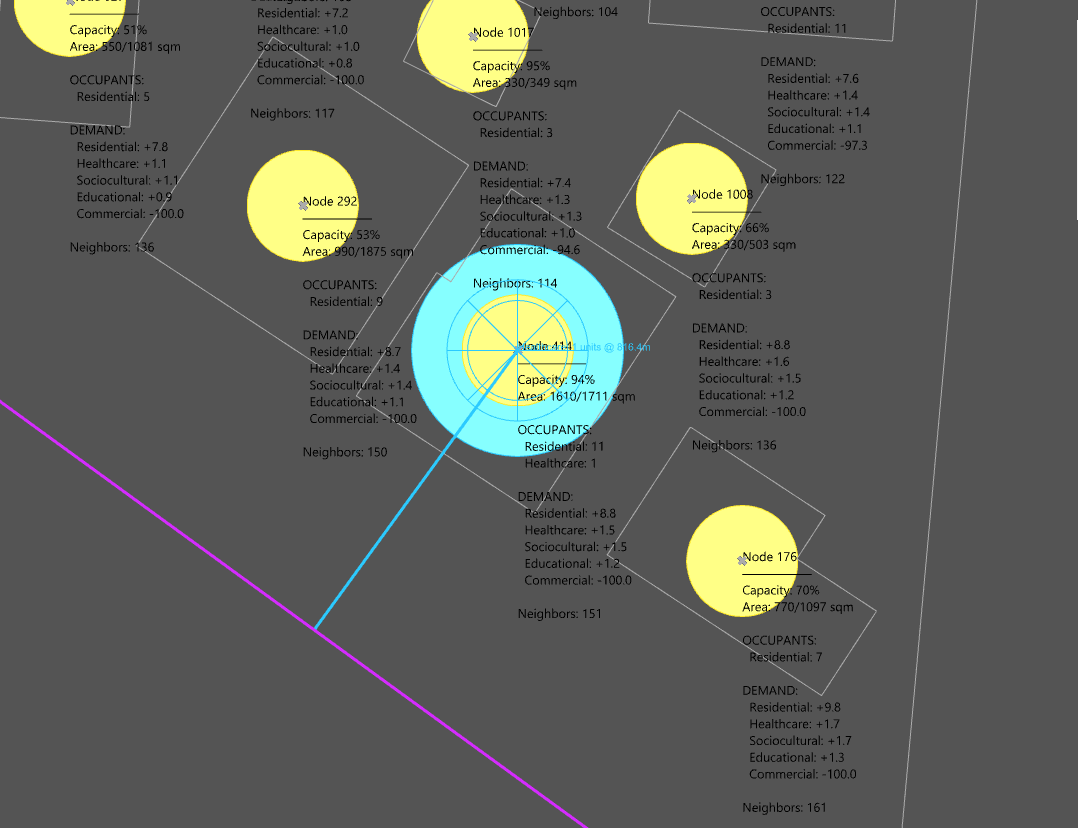 Capacity: 51%
Area: 550/1081 sqm
OCCUPANTS:
Residential: 5
DEMAND:
Residential: +7.8
Healthcare: +1.1
Sociocultural: +1.1
Educational: +0.9
Commercial: -100.0
Neighbors: 136
Residential: +7.2
Healthcare: +1.0
Sociocultural: +1.0
Educational: +0.8
Commercial: -100.0
Neighbors: 117
Node 292
Capacity: 53%
Area: 990/1875 sqm
OCCUPANTS:
Residential: 9
DEMAND:
Residential: +8.7
Healthcare: +1.4
Sociocultural: +1.4
Educational: +1.1
Commercial: -100.0
Neighbors: 150
Neighbors: 104
Node 1017
Capacity: 95%
Area: 330/349 sqm
OCCUPANTS:
Residential: 3
DEMAND:
Residential: +7.4
Healthcare: +1.3
Sociocultural: +1.3
Educational: +1.0
Commercial: -94.6
Neighbors: 114
Node 414
units @ 816.4m
Capacity: 94%
Area: 1610/1711 sqm
OCCUPANTS:
Residential: 11
Healthcare: 1
DEMAND:
Residential: +8.8
Healthcare: +1.5
Sociocultural: +1.5
Educational: +1.2
Commercial: -100.0
Neighbors: 151
OCCUPANTS:
Residential: 11
DEMAND:
Residential: +7.6
Healthcare: +1.4
Sociocultural: +1.4
Educational: +1.1
Commercial: -97.3
Neighbors: 122
Node 1008
Capacity: 66%
Area: 330/503 sqm
OCCUPANTS:
Residential: 3
DEMAND:
Residential: +8.8
Healthcare: +1.6
Sociocultural: +1.5
Educational: +1.2
Commercial: -100.0
Neighbors: 136
Node 176
Capacity: 70%
Area: 770/1097 sqm
OCCUPANTS:
Residential: 7
DEMAND:
Residential: +9.8
Healthcare: +1.7
Sociocultural: +1.7
Educational: +1.3
Commercial: -100.0
Neighbors: 161